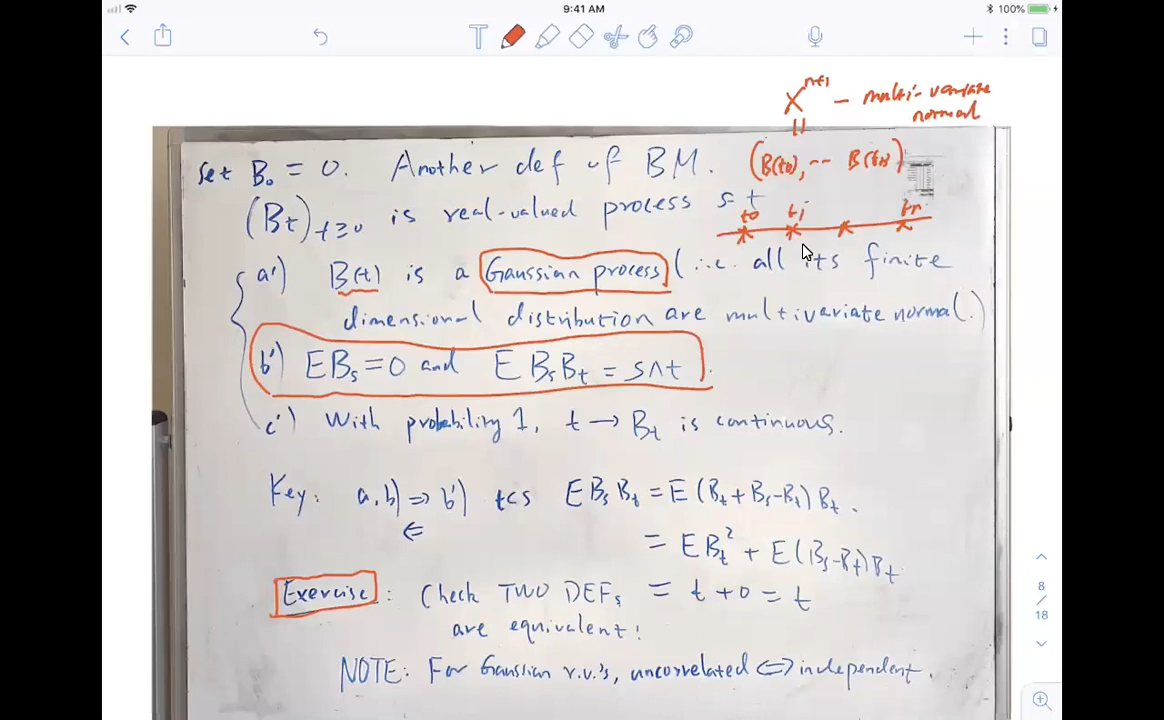 9:41 AM
100%
X^{n+1} – multi-variate normal
||
(B(t0), -- B(tn))
Set B₀ = 0. Another def of BM.
(Bt)t≥0 is real-valued process s t
t0 t1 tn
a') B(t) is a Gaussian process (i.e. all its finite
dimensional distribution are multivariate normal.)
b') EBs = 0 and E BsBt = s∧t.
c') With probability 1, t → Bt is continuous.
Key: a, b) ⇒ b') t<s EBsBt = E(Bt+Bs-Bt)Bt.
⇐
= EBt² + E(Bs-Bt)Bt
Exercise: Check TWO DEFs = t + 0 = t
are equivalent!
NOTE: For Gaussian r.v.'s, uncorrelated ⇔ independent.
8
/
18